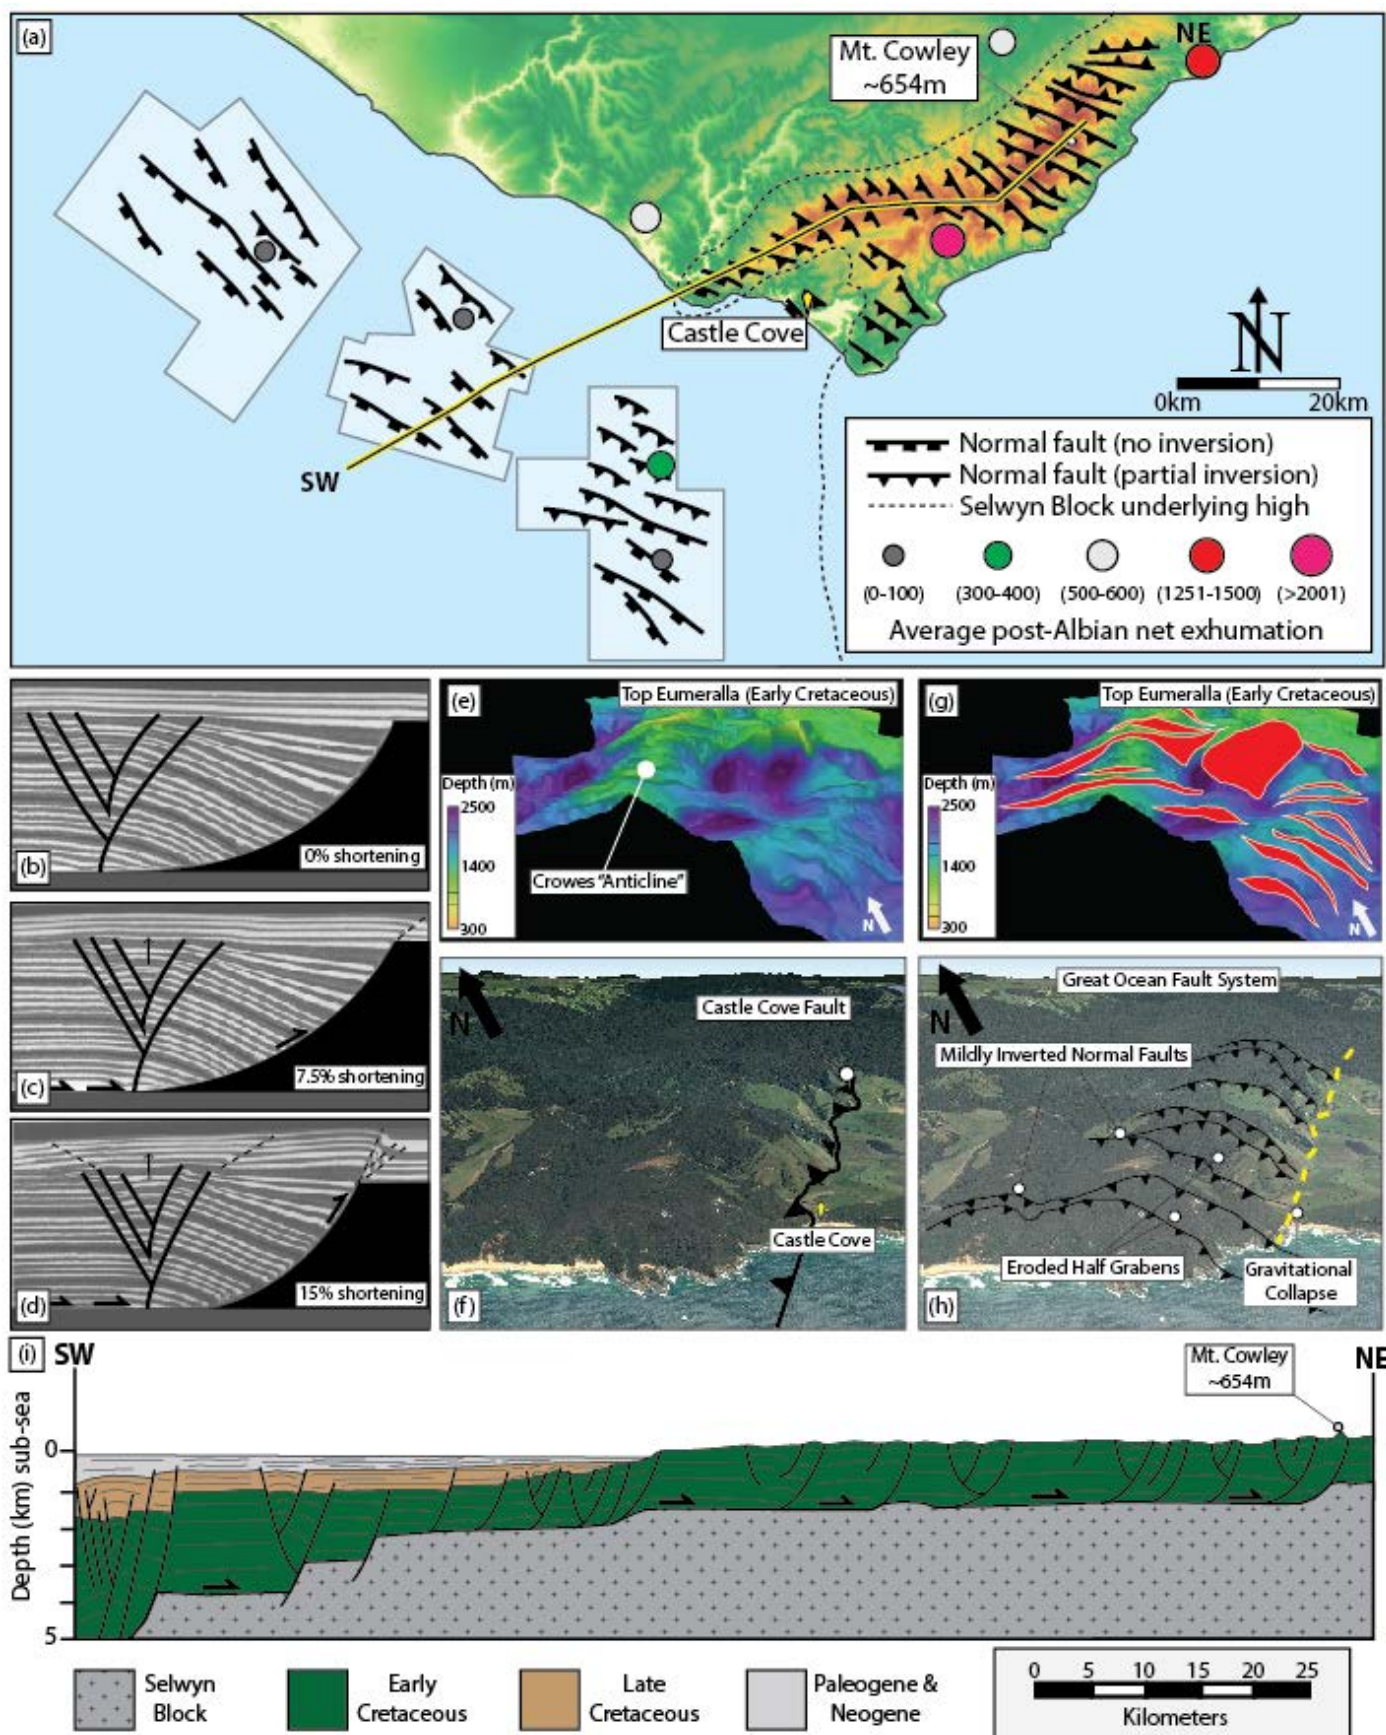 (a)
NE
Mt. Cowley
~654m
Castle Cove
N
0km 20km
SW
Normal fault (no inversion)
Normal fault (partial inversion)
Selwyn Block underlying high
(0-100) (300-400) (500-600) (1251-1500) (>2001)
Average post-Albian net exhumation
(b)
0% shortening
(c)
7.5% shortening
(d)
15% shortening
(e)
Top Eumeralla (Early Cretaceous)
Depth (m)
2500
1400
300
Crowes "Anticline"
N
(g)
Top Eumeralla (Early Cretaceous)
Depth (m)
2500
1400
300
N
N
Castle Cove Fault
Castle Cove
(f)
Great Ocean Fault System
N
Mildly Inverted Normal Faults
Eroded Half Grabens
Gravitational
Collapse
(h)
(i) SW
NE
Mt. Cowley
~654m
Depth (km) sub-sea
0
5
Selwyn
Block
Early
Cretaceous
Late
Cretaceous
Paleogene &
Neogene
0 5 10 15 20 25
Kilometers